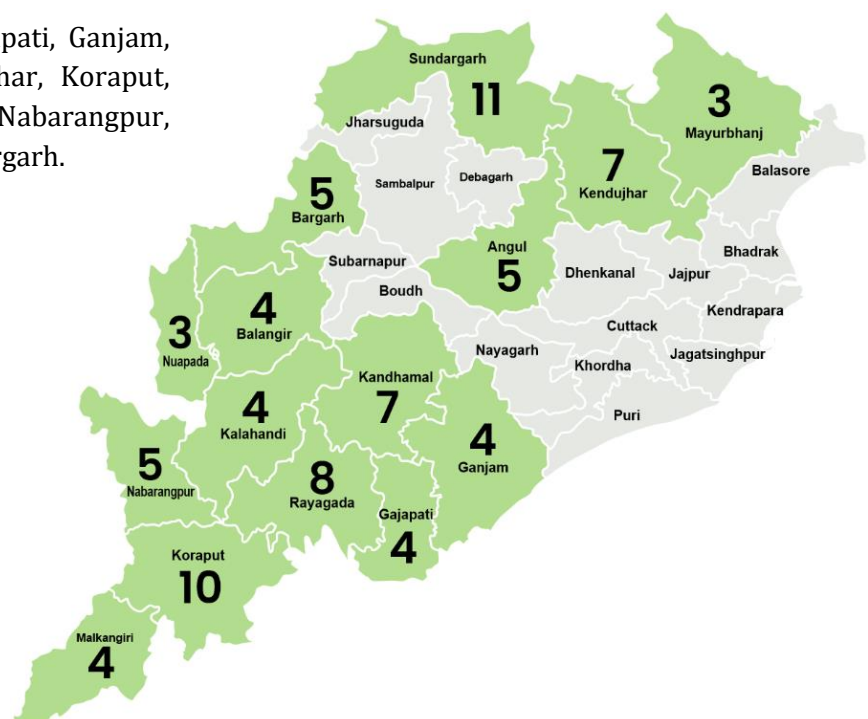 pati, Ganjam,
har, Koraput,
Nabarangpur,
rgarh.
Sundargarh
11
3
Mayurbhanj
Jharsuguda
7
Kendujhar
Balasore
Sambalpur
Debagarh
5
Bargarh
Angul
5
Bhadrak
Subarnapur
Dhenkanal
Jajpur
Boudh
4
Balangir
Kendrapara
3
Nuapada
Cuttack
Nayagarh
Khordha
Jagatsinghpur
Kandhamal
7
4
Kalahandi
Puri
4
Ganjam
5
Nabarangpur
8
Rayagada
Gajapati
4
Koraput
10
Malkangiri
4